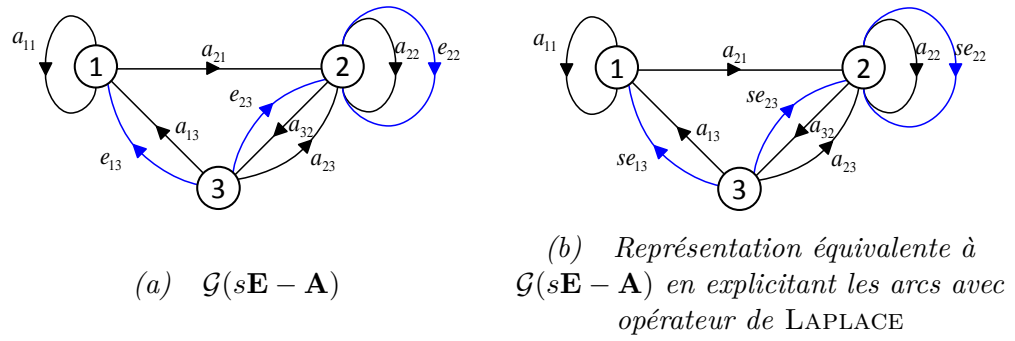 a₁₁ 1 a₂₁ 2 a₂₂ e₂₂
e₂₃
a₁₃ a₃₂
e₁₃ a₂₃
3
a₁₁ 1 a₂₁ 2 a₂₂ se₂₂
se₂₃
a₁₃ a₃₂
se₁₃ a₂₃
3
(a) 𝒢(sE − A)
(b) Représentation équivalente à
𝒢(sE − A) en explicitant les arcs avec
opérateur de LAPLACE